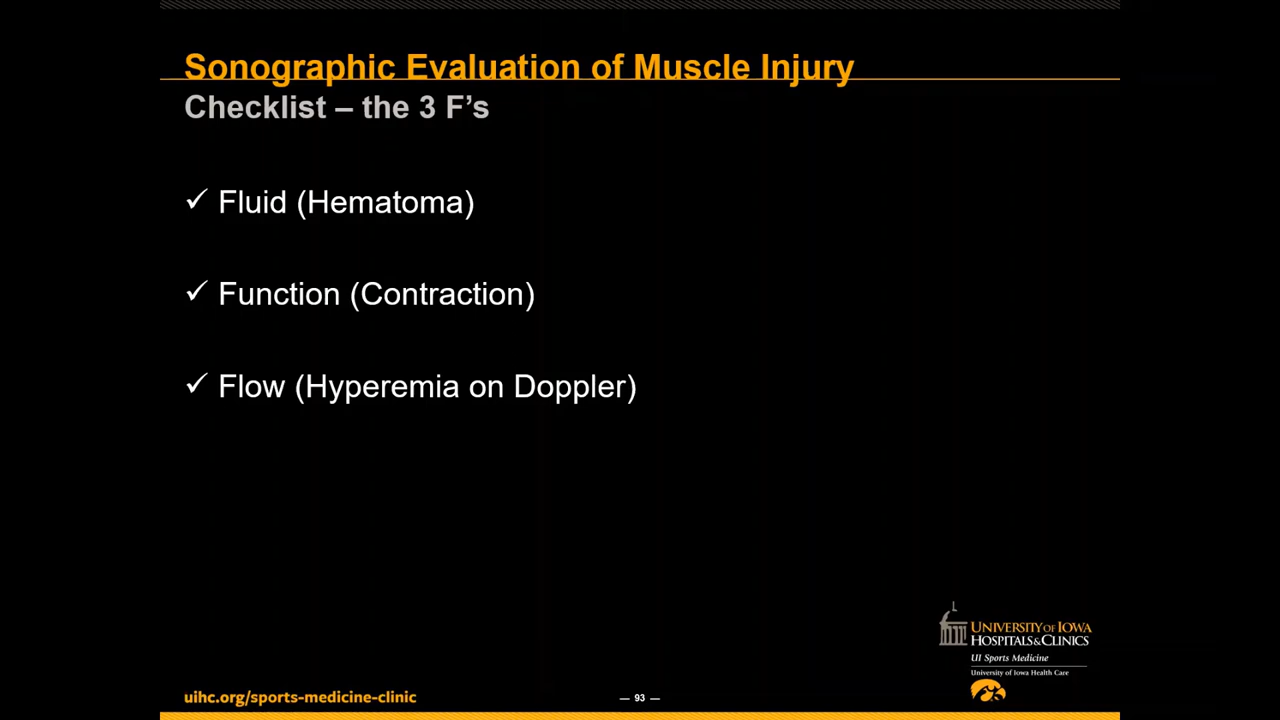 Sonographic Evaluation of Muscle Injury
Checklist – the 3 F’s
✓ Fluid (Hematoma)
✓ Function (Contraction)
✓ Flow (Hyperemia on Doppler)
UNIVERSITY OF IOWA
HOSPITALS & CLINICS
UI Sports Medicine
University of Iowa Health Care
uihc.org/sports-medicine-clinic
— 93 —